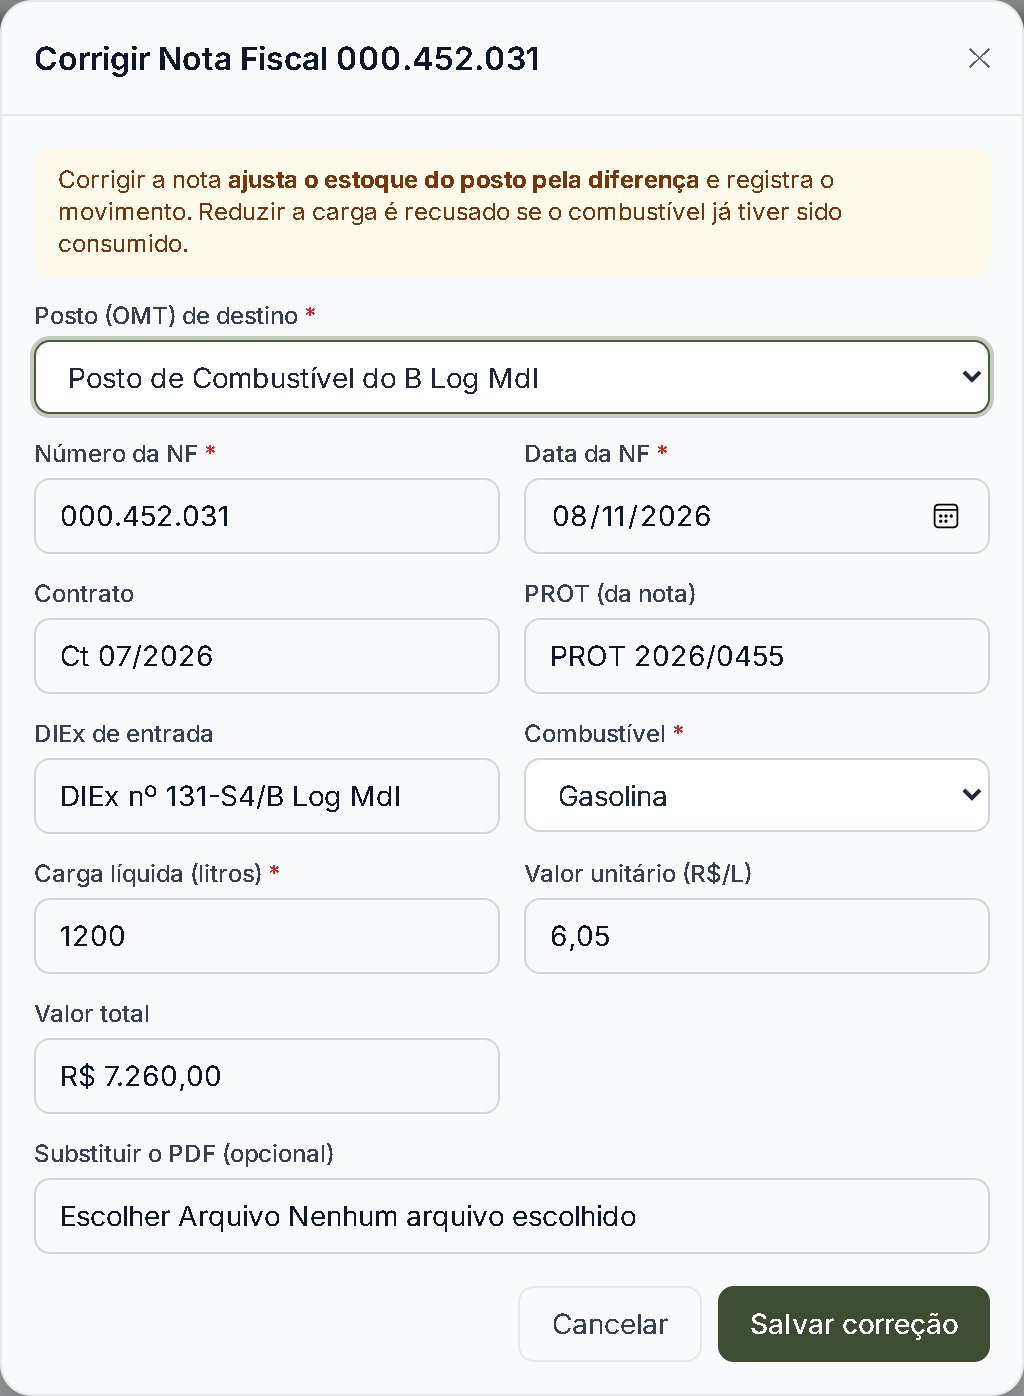 Corrigir Nota Fiscal 000.452.031
Corrigir a nota ajusta o estoque do posto pela diferença e registra o
movimento. Reduzir a carga é recusado se o combustível já tiver sido
consumido.
Posto (OMT) de destino *
Posto de Combustível do B Log Mdl
Número da NF *
Data da NF *
000.452.031
08/11/2026
Contrato
PROT (da nota)
Ct 07/2026
PROT 2026/0455
DIEx de entrada
Combustível *
DIEx nº 131-S4/B Log Mdl
Gasolina
Carga líquida (litros) *
Valor unitário (R$/L)
1200
6,05
Valor total
R$ 7.260,00
Substituir o PDF (opcional)
Escolher Arquivo Nenhum arquivo escolhido
Cancelar
Salvar correção